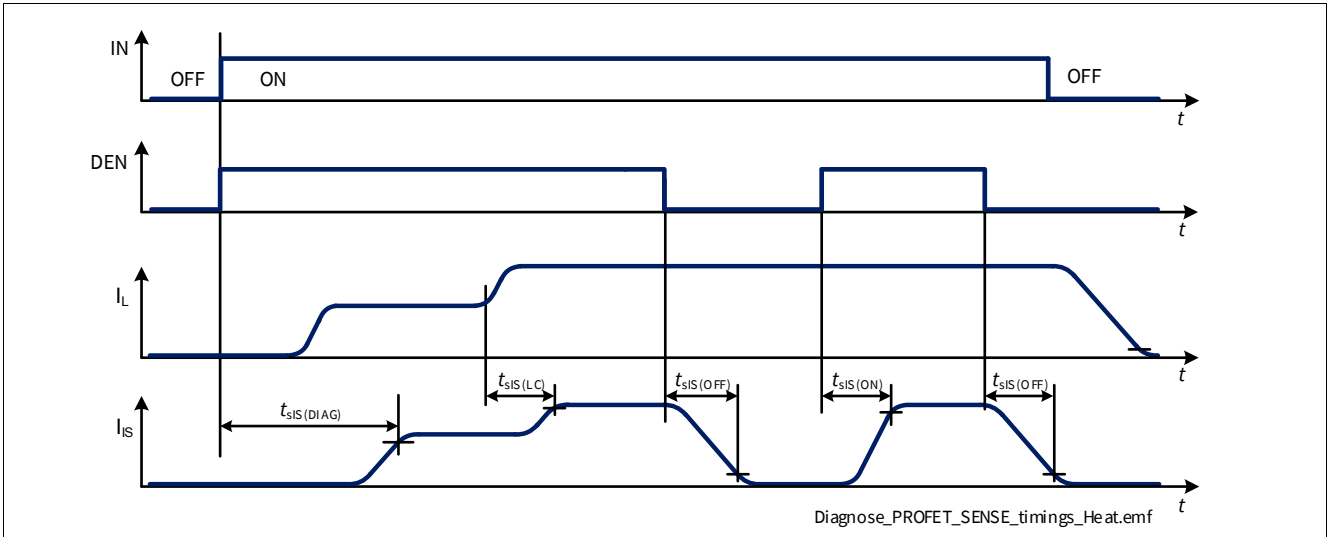 IN
OFF
ON
OFF
t
DEN
t
IL
t
tsIS(LC)
tsIS(OFF)
tsIS(ON)
tsIS(OFF)
tsIS(DIAG)
IIS
t
Diagnose_PROFET_SENSE_timings_Heat.emf